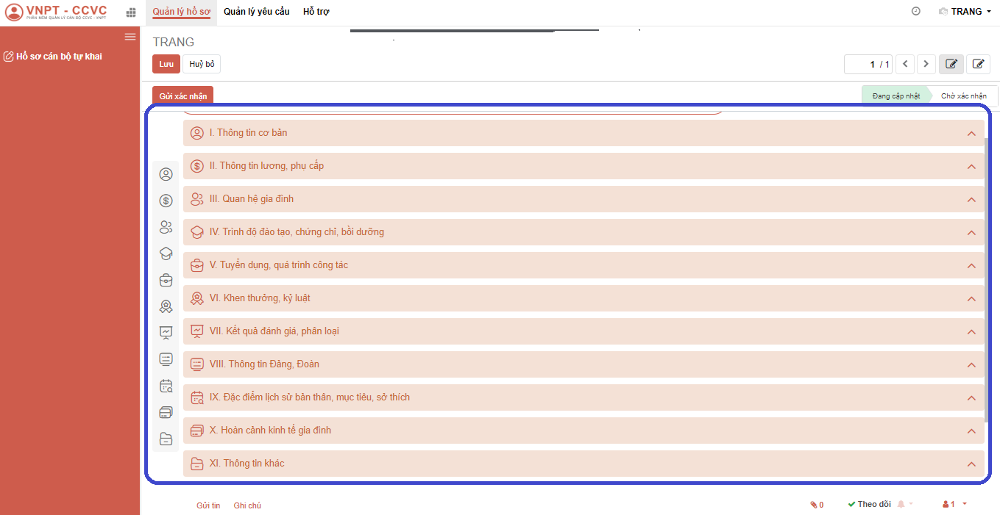 VNPT - CCVC
PHẦN MỀM QUẢN LÝ CÁN BỘ CCVC - VNPT
Quản lý hồ sơ Quản lý yêu cầu Hỗ trợ
TRANG
Hồ sơ cán bộ tự khai
TRANG
Lưu Huỷ bỏ
1 / 1
Gửi xác nhận
Đang cập nhật Chờ xác nhận
I. Thông tin cơ bản
II. Thông tin lương, phụ cấp
III. Quan hệ gia đình
IV. Trình độ đào tạo, chứng chỉ, bồi dưỡng
V. Tuyển dụng, quá trình công tác
VI. Khen thưởng, kỷ luật
VII. Kết quả đánh giá, phân loại
VIII. Thông tin Đảng, Đoàn
IX. Đặc điểm lịch sử bản thân, mục tiêu, sở thích
X. Hoàn cảnh kinh tế gia đình
XI. Thông tin khác
Gửi tin Ghi chú
0 Theo dõi 1